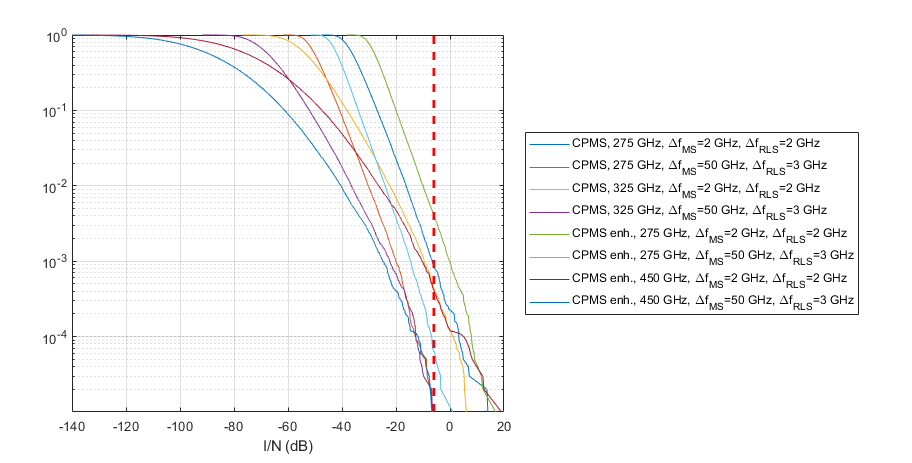 10^0
10^-1
10^-2
10^-3
10^-4
-140 -120 -100 -80 -60 -40 -20 0 20
I/N (dB)
CPMS, 275 GHz, Δf_MS=2 GHz, Δf_RLS=2 GHz
CPMS, 275 GHz, Δf_MS=50 GHz, Δf_RLS=3 GHz
CPMS, 325 GHz, Δf_MS=2 GHz, Δf_RLS=2 GHz
CPMS, 325 GHz, Δf_MS=50 GHz, Δf_RLS=3 GHz
CPMS enh., 275 GHz, Δf_MS=2 GHz, Δf_RLS=2 GHz
CPMS enh., 275 GHz, Δf_MS=50 GHz, Δf_RLS=3 GHz
CPMS enh., 450 GHz, Δf_MS=2 GHz, Δf_RLS=2 GHz
CPMS enh., 450 GHz, Δf_MS=50 GHz, Δf_RLS=3 GHz